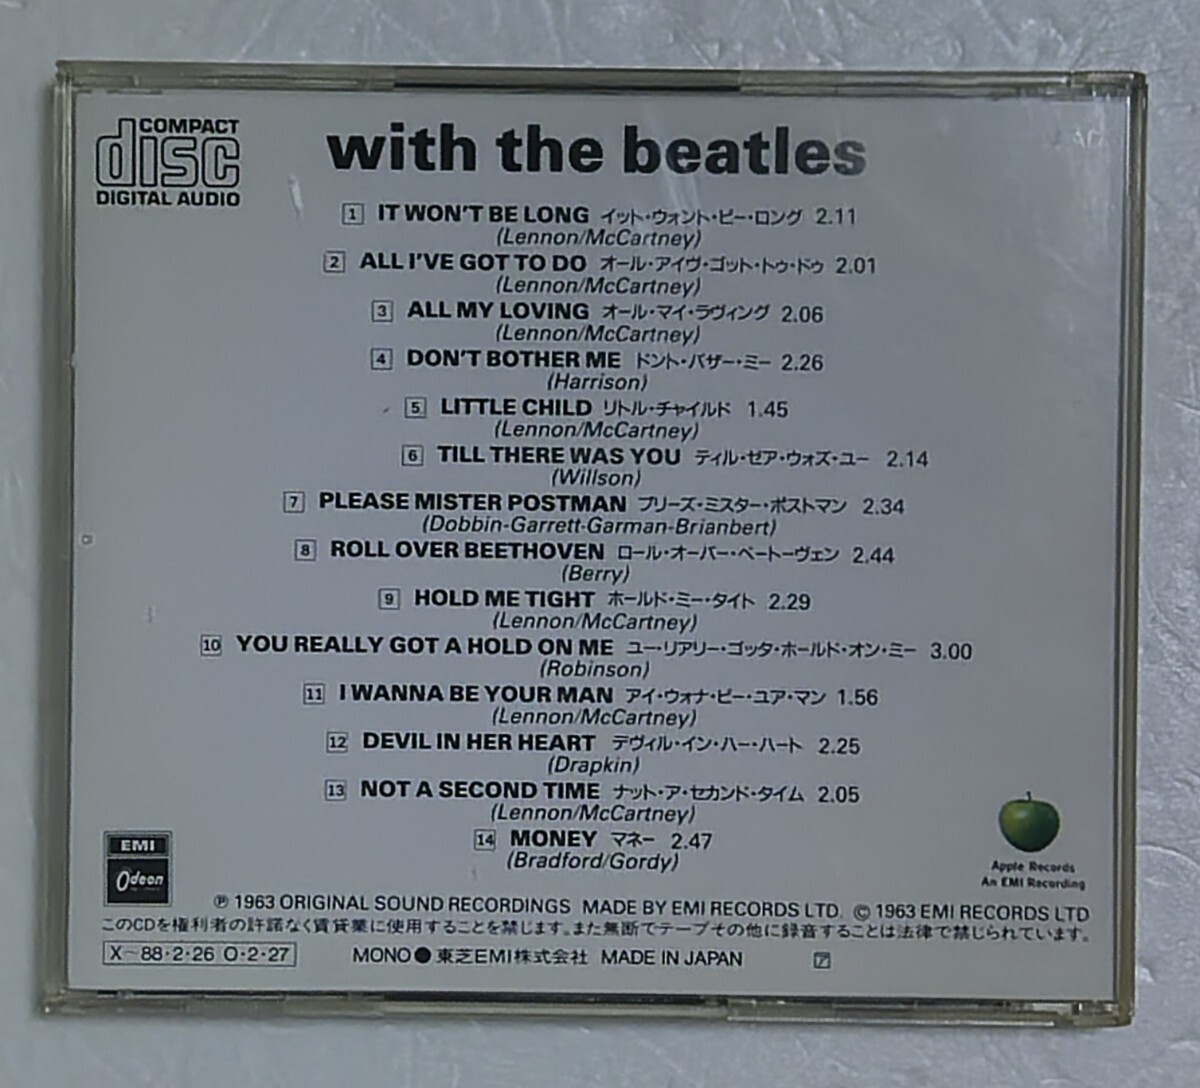 COMPACT
disc
DIGITAL AUDIO
with the beatles
1 IT WON'T BE LONG イット・ウォント・ビー・ロング 2.11
(Lennon/McCartney)
2 ALL I'VE GOT TO DO オール・アイヴ・ゴット・トゥ・ドゥ 2.01
(Lennon/McCartney)
3 ALL MY LOVING オール・マイ・ラヴィング 2.06
(Lennon/McCartney)
4 DON'T BOTHER ME ドント・バザー・ミー 2.26
(Harrison)
5 LITTLE CHILD リトル・チャイルド 1.45
(Lennon/McCartney)
6 TILL THERE WAS YOU ティル・ゼア・ウォズ・ユー 2.14
(Willson)
7 PLEASE MISTER POSTMAN プリーズ・ミスター・ポストマン 2.34
(Dobbin-Garrett-Garman-Brianbert)
8 ROLL OVER BEETHOVEN ロール・オーバー・ベートーヴェン 2.44
(Berry)
9 HOLD ME TIGHT ホールド・ミー・タイト 2.29
(Lennon/McCartney)
10 YOU REALLY GOT A HOLD ON ME ユー・リアリー・ゴッタ・ホールド・オン・ミー 3.00
(Robinson)
11 I WANNA BE YOUR MAN アイ・ウォナ・ビー・ユア・マン 1.56
(Lennon/McCartney)
12 DEVIL IN HER HEART デヴィル・イン・ハー・ハート 2.25
(Drapkin)
13 NOT A SECOND TIME ナット・ア・セカンド・タイム 2.05
(Lennon/McCartney)
14 MONEY マネー 2.47
(Bradford/Gordy)
EMI
Odeon
Apple Records
An EMI Recording
℗ 1963 ORIGINAL SOUND RECORDINGS MADE BY EMI RECORDS LTD. © 1963 EMI RECORDS LTD
このCDを権利者の許諾なく賃貸業に使用することを禁じます。また無断でテープその他に録音することは法律で禁じられています。
X-88・2・26 O・2・27 MONO● 東芝EMI株式会社 MADE IN JAPAN ア